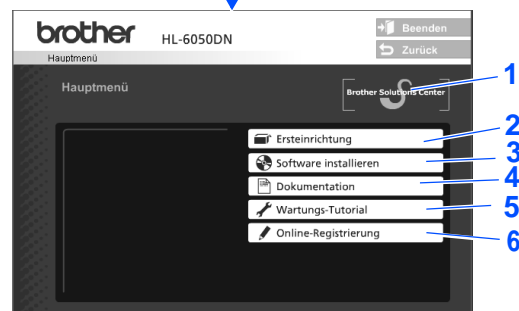 brother HL-6050DN Beenden
Zurück
Hauptmenü
Hauptmenü
Brother Solutions Center 1
Ersteinrichtung 2
Software installieren 3
Dokumentation 4
Wartungs-Tutorial 5
Online-Registrierung 6